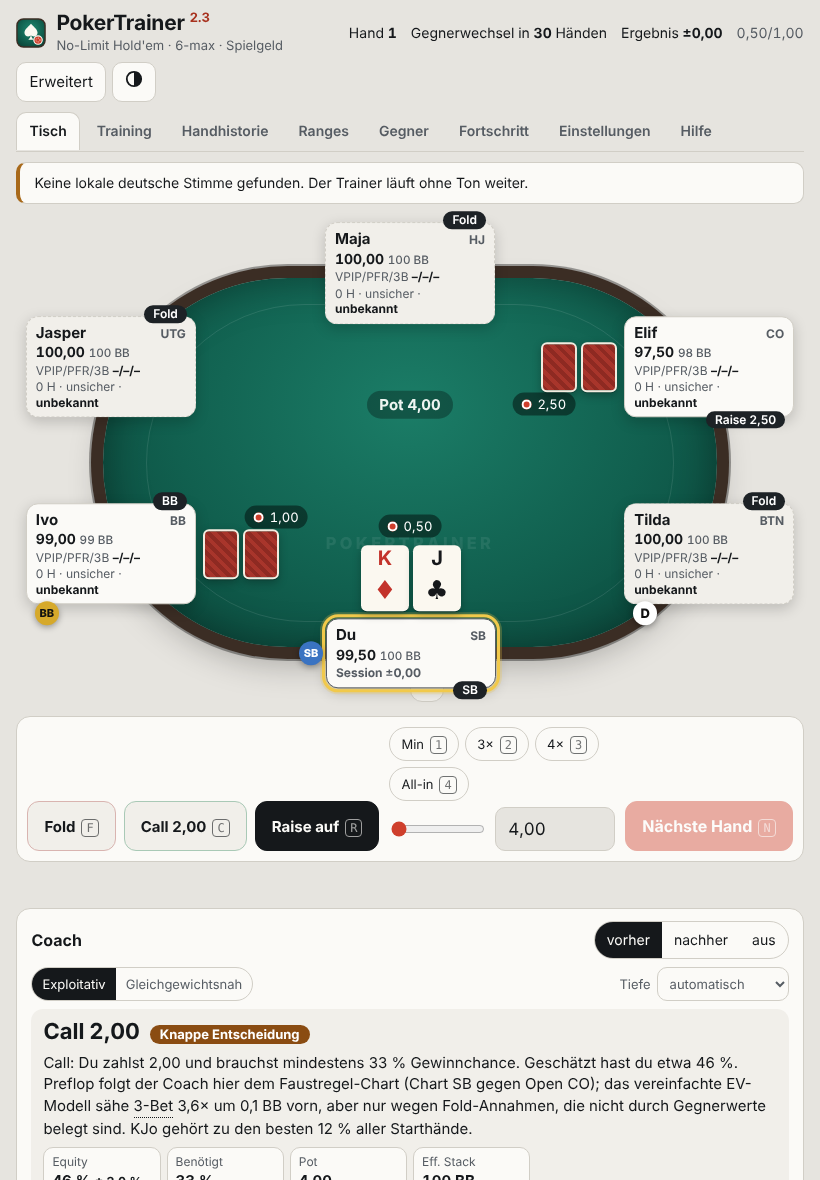 PokerTrainer 2.3
No-Limit Hold'em · 6-max · Spielgeld
Hand 1 Gegnerwechsel in 30 Händen Ergebnis ±0,00 0,50/1,00
Erweitert
Tisch Training Handhistorie Ranges Gegner Fortschritt Einstellungen Hilfe
Keine lokale deutsche Stimme gefunden. Der Trainer läuft ohne Ton weiter.
Fold
Maja HJ
100,00 100 BB
VPIP/PFR/3B –/–/–
0 H · unsicher ·
unbekannt
Fold
Jasper UTG
100,00 100 BB
VPIP/PFR/3B –/–/–
0 H · unsicher ·
unbekannt
Elif CO
97,50 98 BB
VPIP/PFR/3B –/–/–
0 H · unsicher ·
unbekannt
Raise 2,50
2,50
Pot 4,00
BB
Ivo BB
99,00 99 BB
VPIP/PFR/3B –/–/–
0 H · unsicher ·
unbekannt
BB
1,00
0,50
POKERTRAINER
K J
Fold
Tilda BTN
100,00 100 BB
VPIP/PFR/3B –/–/–
0 H · unsicher ·
unbekannt
D
SB
Du SB
99,50 100 BB
Session ±0,00
SB
Min 1 3× 2 4× 3
All-in 4
Fold F Call 2,00 C Raise auf R 4,00 Nächste Hand N
Coach vorher nachher aus
Exploitativ Gleichgewichtsnah Tiefe automatisch
Call 2,00 Knappe Entscheidung
Call: Du zahlst 2,00 und brauchst mindestens 33 % Gewinnchance. Geschätzt hast du etwa 46 %.
Preflop folgt der Coach hier dem Faustregel-Chart (Chart SB gegen Open CO); das vereinfachte EV-
Modell sähe 3-Bet 3,6× um 0,1 BB vorn, aber nur wegen Fold-Annahmen, die nicht durch Gegnerwerte
belegt sind. KJo gehört zu den besten 12 % aller Starthände.
Equity Benötigt Pot Eff. Stack
46 % 33 % 4,00 100 BB